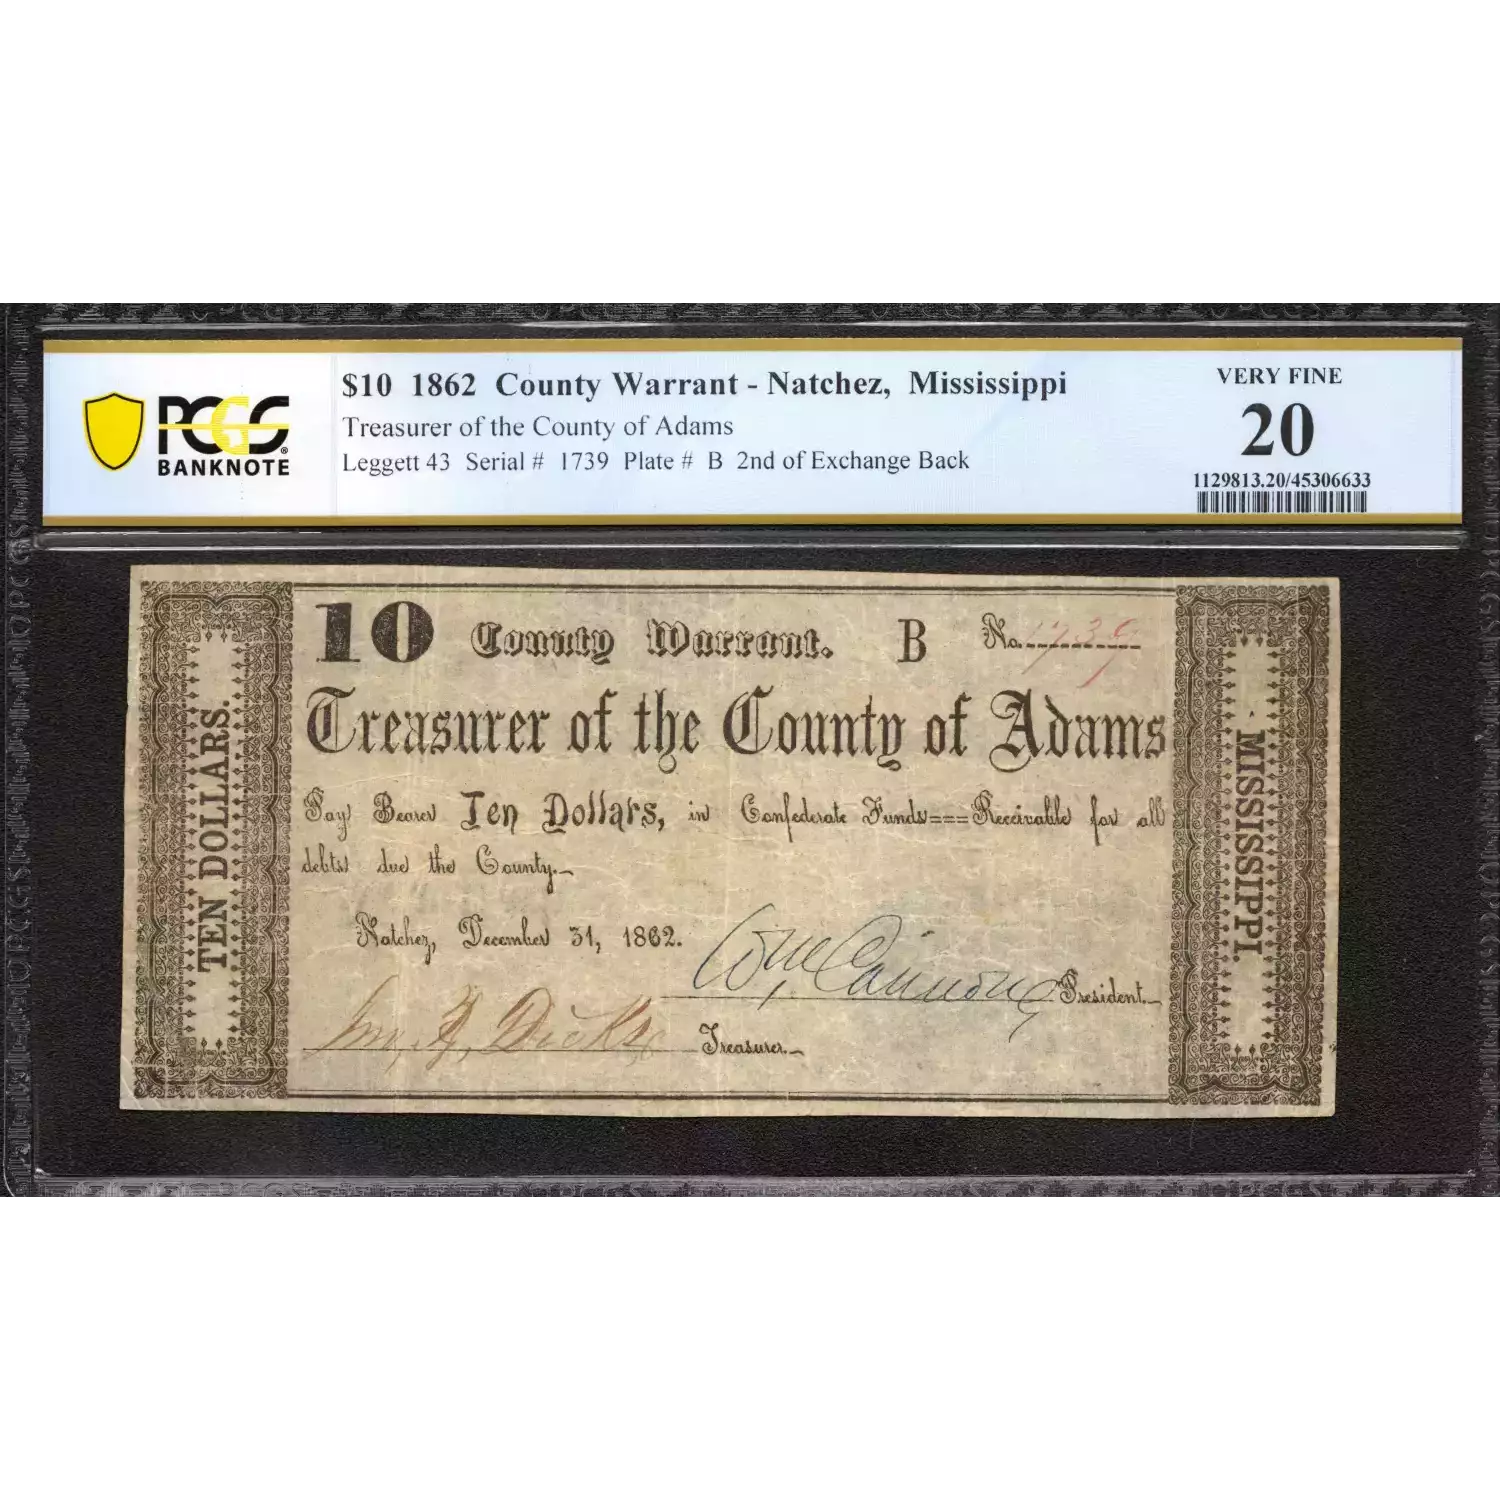 PCGS®
BANKNOTE
$10 1862 County Warrant - Natchez, Mississippi
Treasurer of the County of Adams
Leggett 43 Serial # 1739 Plate # B 2nd of Exchange Back
VERY FINE
20
1129813.20/45306633
TEN DOLLARS.
10 County Warrant. B No. 1739
Treasurer of the County of Adams
Pay Bearer Ten Dollars, in Confederate Funds===Receivable for all
debts due the County.
Natchez, December 31, 1862.
Wm Cannon President.
Treasurer.
MISSISSIPPI.